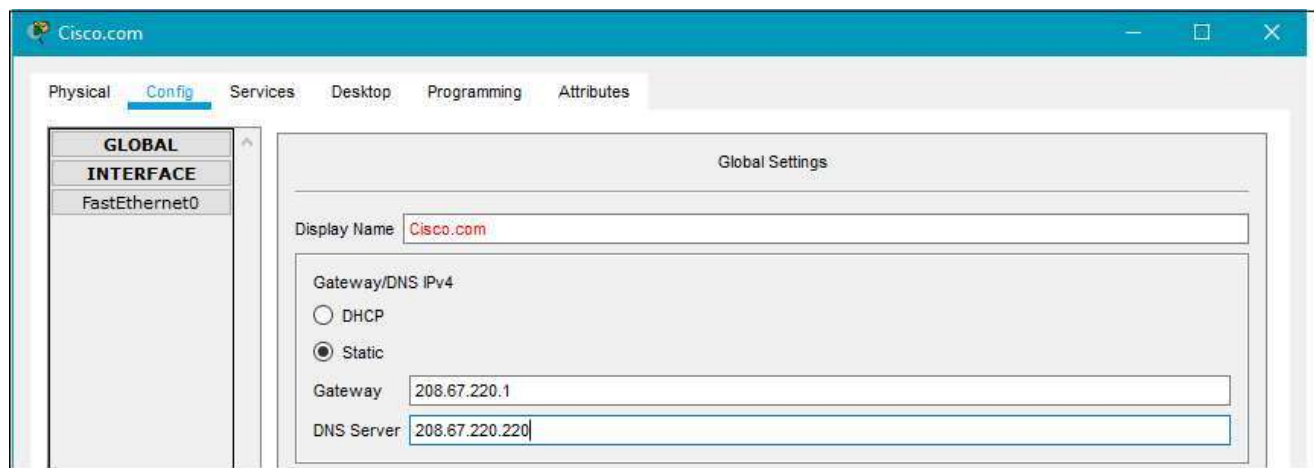 Cisco.com
Physical Config Services Desktop Programming Attributes
GLOBAL
INTERFACE
FastEthernet0
Global Settings
Display Name Cisco.com
Gateway/DNS IPv4
DHCP
Static
Gateway 208.67.220.1
DNS Server 208.67.220.220